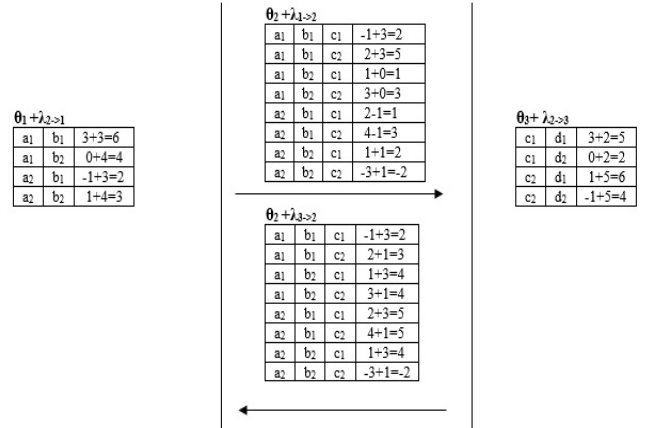 θ₂ +λ₁->₂
a₁ b₁ c₁ -1+3=2
a₁ b₁ c₂ 2+3=5
a₁ b₂ c₁ 1+0=1
a₁ b₂ c₂ 3+0=3
a₂ b₁ c₁ 2-1=1
a₂ b₁ c₂ 4-1=3
a₂ b₂ c₁ 1+1=2
a₂ b₂ c₂ -3+1=-2
θ₁ +λ₂->₁
a₁ b₁ 3+3=6
a₁ b₂ 0+4=4
a₂ b₁ -1+3=2
a₂ b₂ 1+4=3
θ₃+ λ₂->₃
c₁ d₁ 3+2=5
c₁ d₂ 0+2=2
c₂ d₁ 1+5=6
c₂ d₂ -1+5=4
θ₂ +λ₃->₂
a₁ b₁ c₁ -1+3=2
a₁ b₁ c₂ 2+1=3
a₁ b₂ c₁ 1+3=4
a₁ b₂ c₂ 3+1=4
a₂ b₁ c₁ 2+3=5
a₂ b₁ c₂ 4+1=5
a₂ b₂ c₁ 1+3=4
a₂ b₂ c₂ -3+1=-2